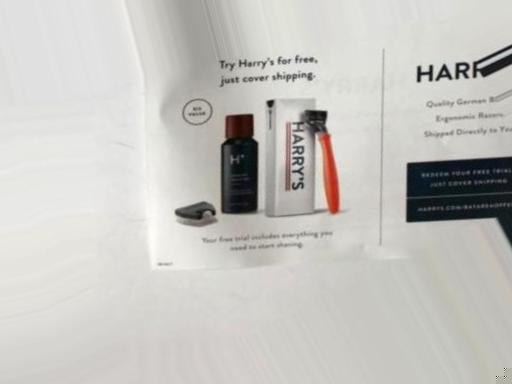 Try Harry's for free,
just cover shipping.
VALUE
H'
HARRY'S
Your free trial includes everything you
need to start shaving.
HARR
Quality German
Ergonomic Razors.
Shipped Directly to You
REDEEM YOUR FREE TRIAL
JUST COVER SHIPPING